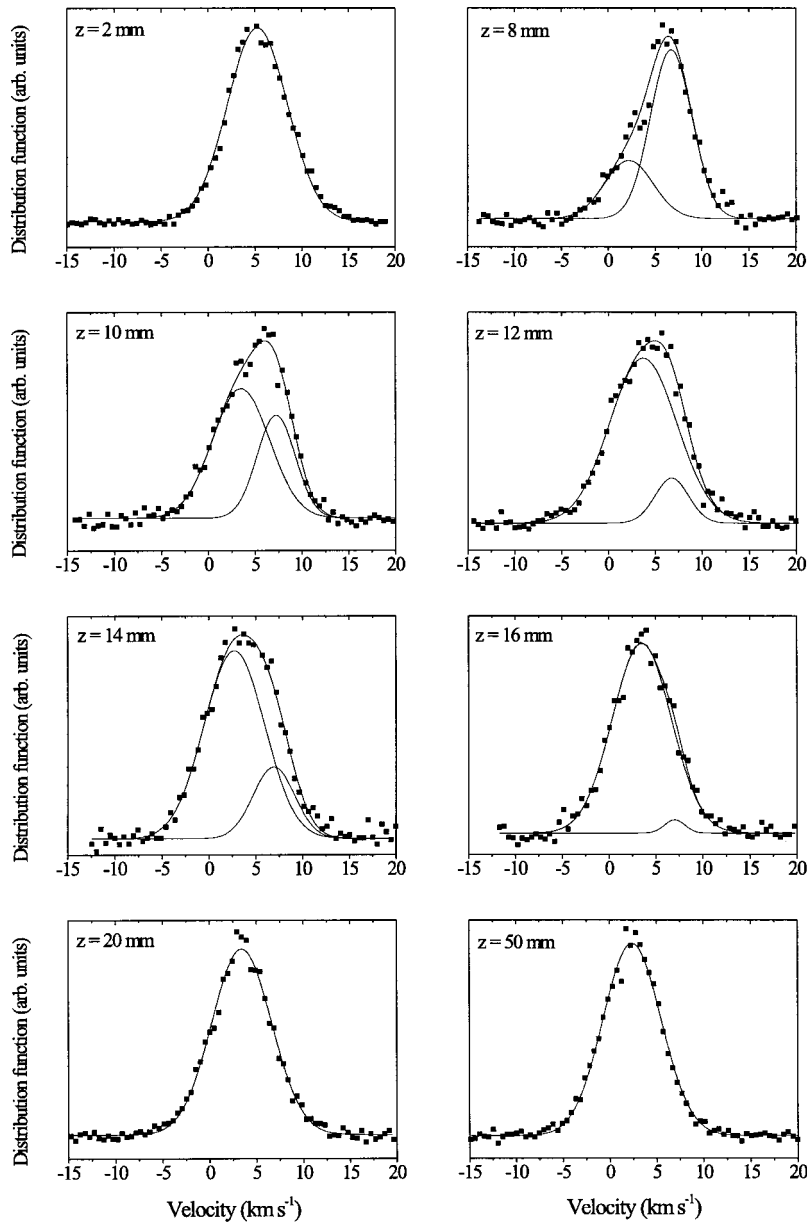 z = 2 mm
z = 8 mm
Distribution function (arb. units)
-15 -10 -5 0 5 10 15 20
-15 -10 -5 0 5 10 15 20
z = 10 mm
z = 12 mm
Distribution function (arb. units)
-15 -10 -5 0 5 10 15 20
-15 -10 -5 0 5 10 15 20
z = 14 mm
z = 16 mm
Distribution function (arb. units)
-15 -10 -5 0 5 10 15 20
-15 -10 -5 0 5 10 15 20
z = 20 mm
z = 50 mm
Distribution function (arb. units)
-15 -10 -5 0 5 10 15 20
-15 -10 -5 0 5 10 15 20
Velocity (km s⁻¹)
Velocity (km s⁻¹)